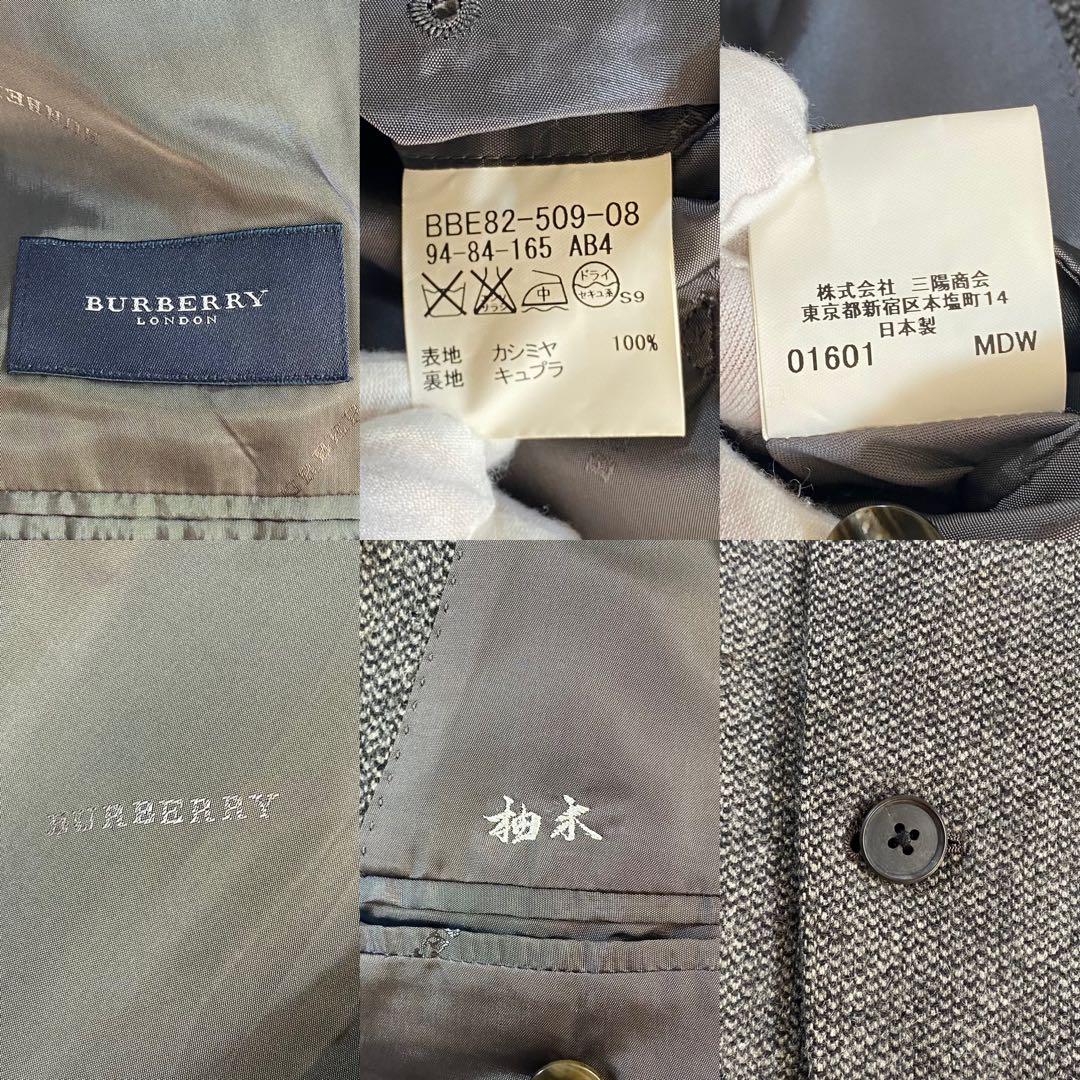 BURBERRY
BURBERRY
LONDON
BBE82-509-08
94-84-165 AB4
中
ドライ
セキユ系
S9
表地 カシミヤ 100%
裏地 キュプラ
株式会社 三陽商会
東京都新宿区本塩町14
日本製
01601 MDW
BURBERRY
柚木